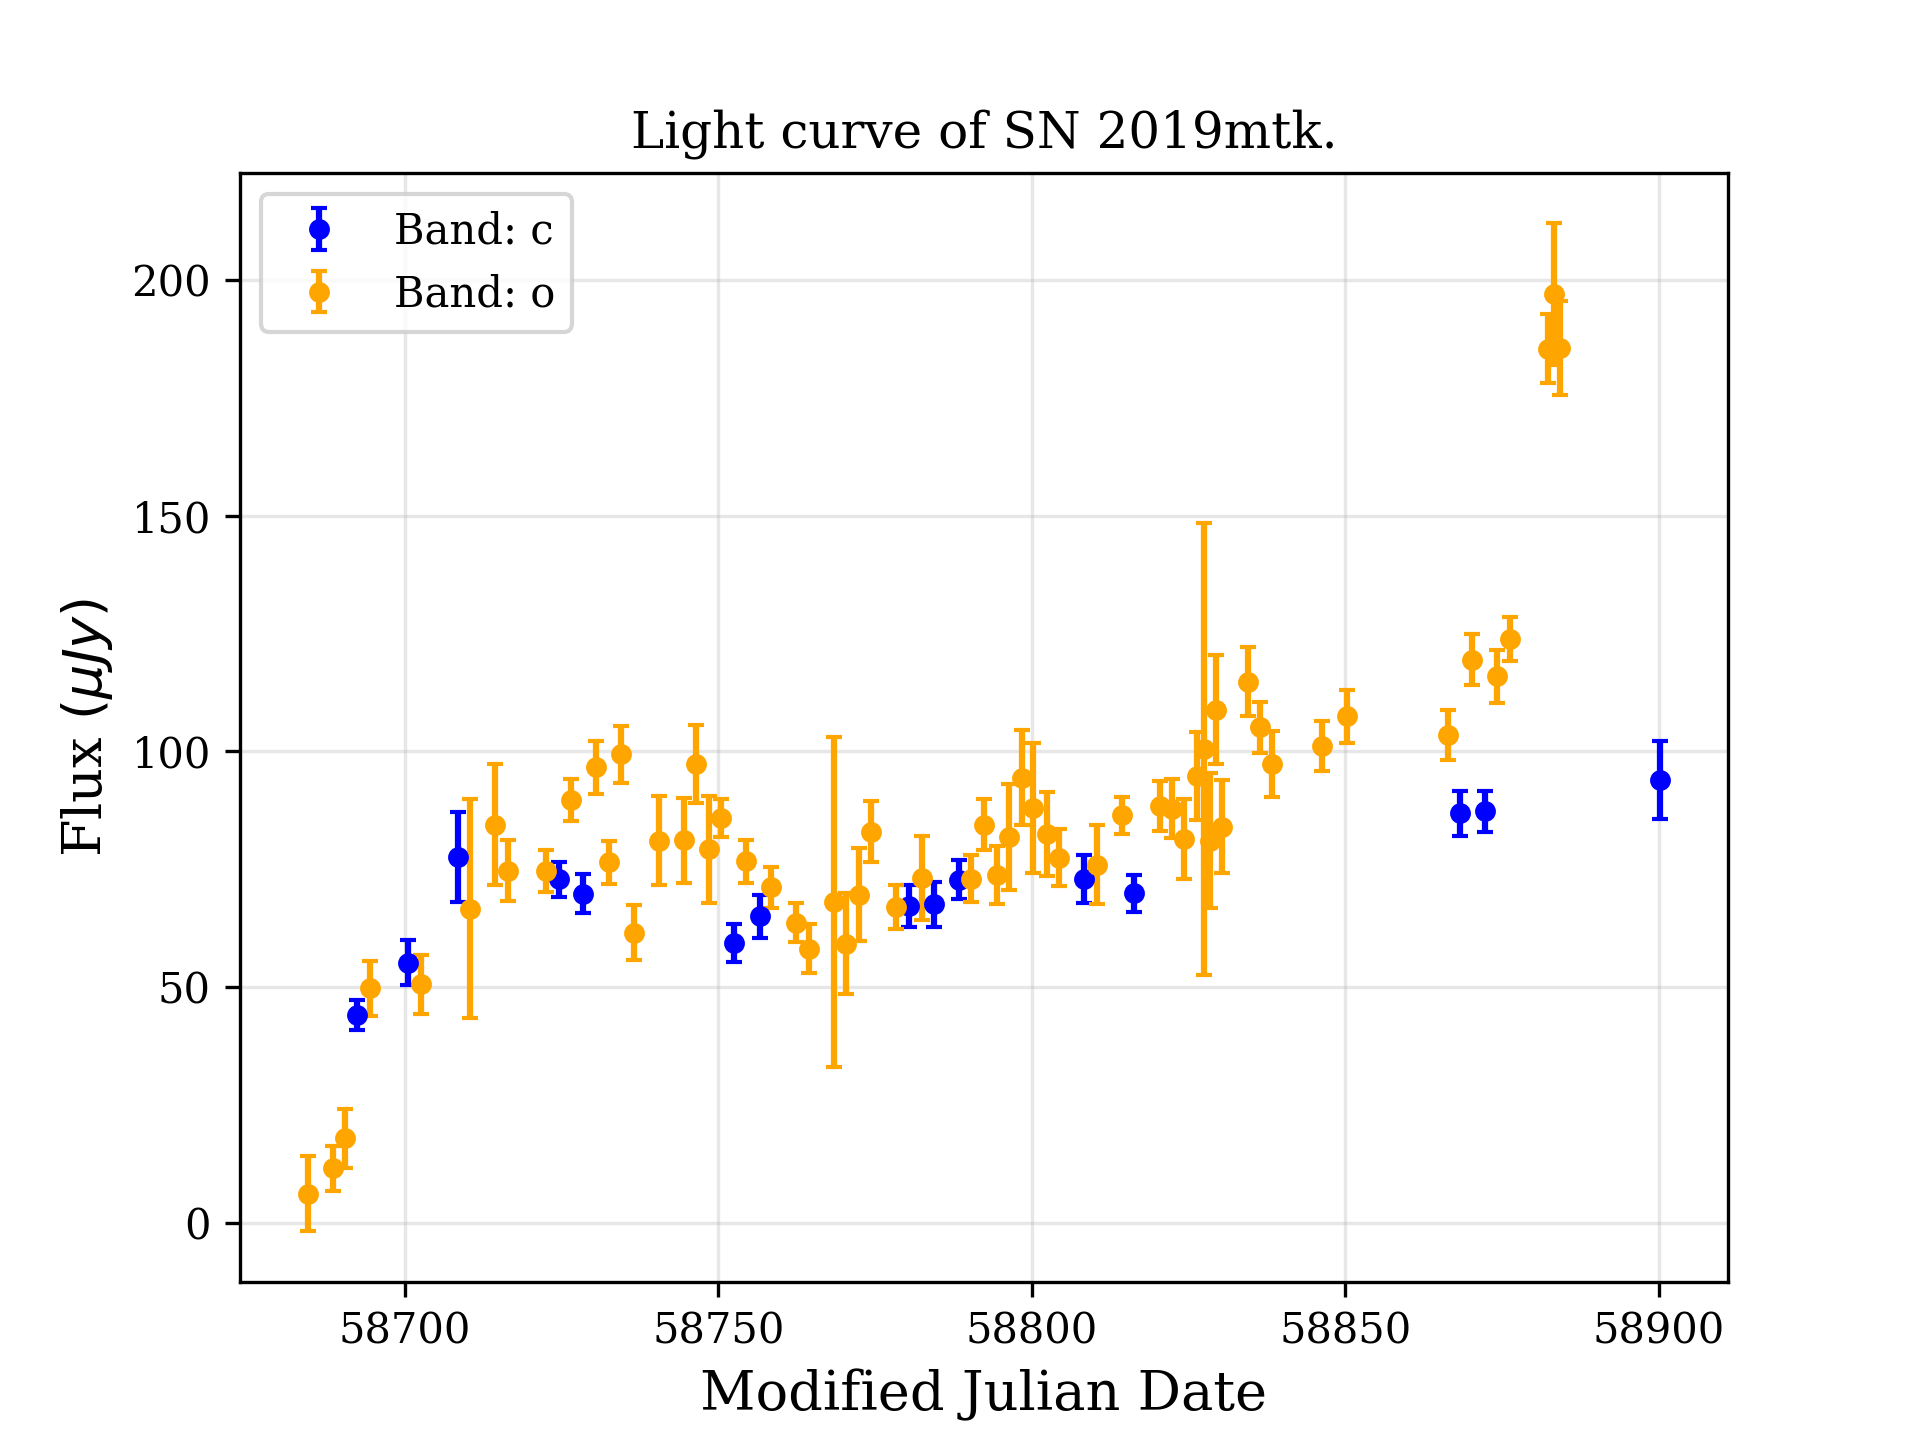 Light curve of SN 2019mtk.
Band: c
Band: o
200
150
100
50
0
Flux (μJy)
58700 58750 58800 58850 58900
Modified Julian Date